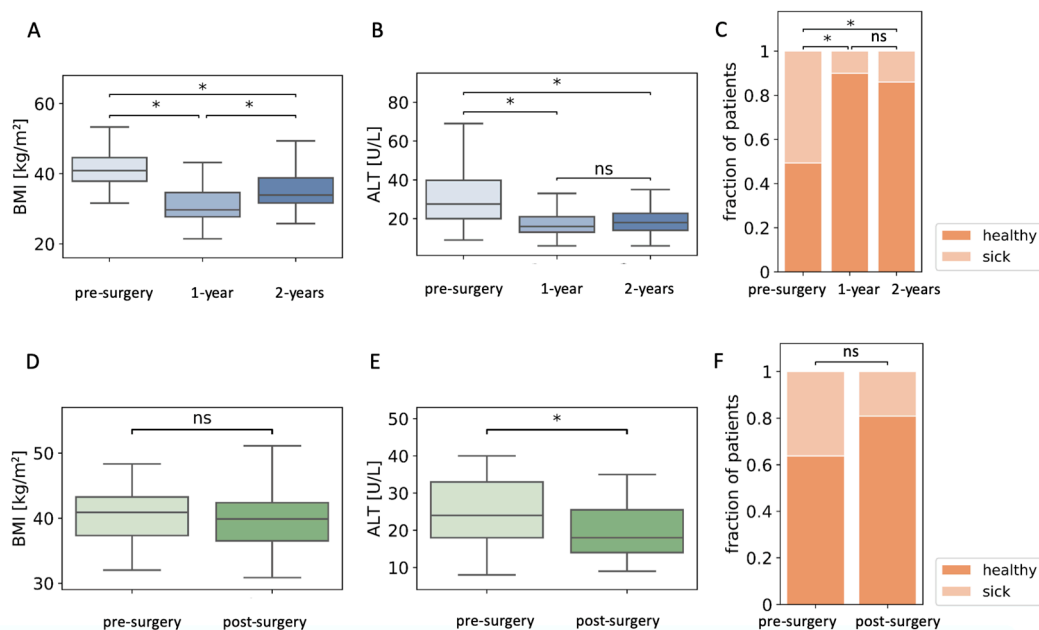 A
BMI [kg/m²]
60
40
20
*
*
*
pre-surgery
1-year
2-years
B
ALT [U/L]
80
60
40
20
*
*
ns
pre-surgery
1-year
2-years
C
fraction of patients
1
0.8
0.6
0.4
0.2
0
*
*
ns
pre-surgery
1-year
2-years
healthy
sick
D
BMI [kg/m²]
50
40
30
ns
pre-surgery
post-surgery
E
ALT [U/L]
50
40
30
20
10
*
pre-surgery
post-surgery
F
fraction of patients
1
0.8
0.6
0.4
0.2
0
ns
pre-surgery
post-surgery
healthy
sick